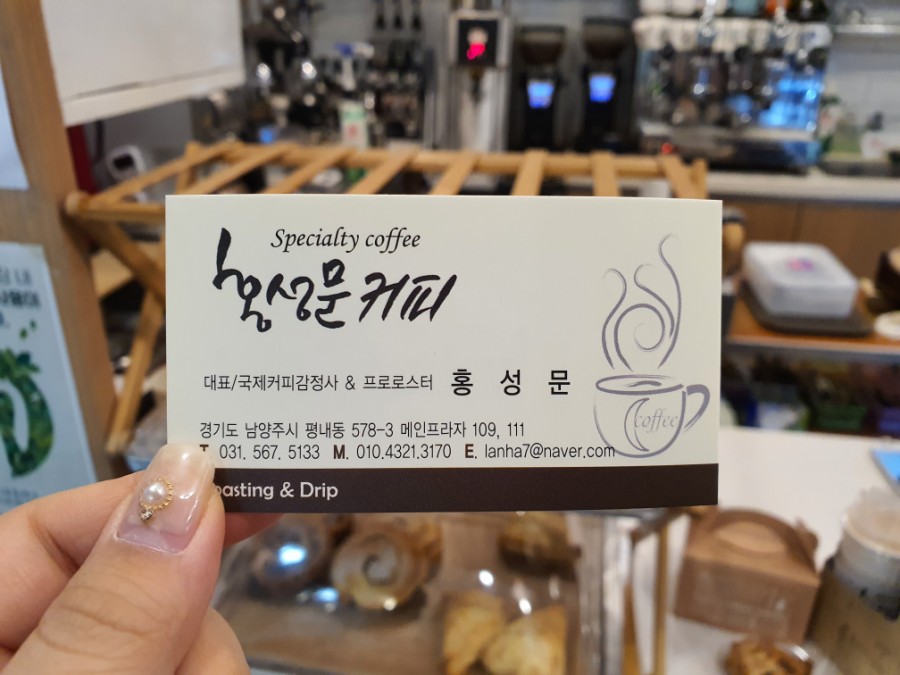 Specialty coffee
홍성문커피
대표/국제커피감정사 & 프로로스터 홍 성 문
coffee
경기도 남양주시 평내동 578-3 메인프라자 109, 111
T. 031. 567. 5133 M. 010.4321.3170 E. lanha7@naver.com
oasting & Drip